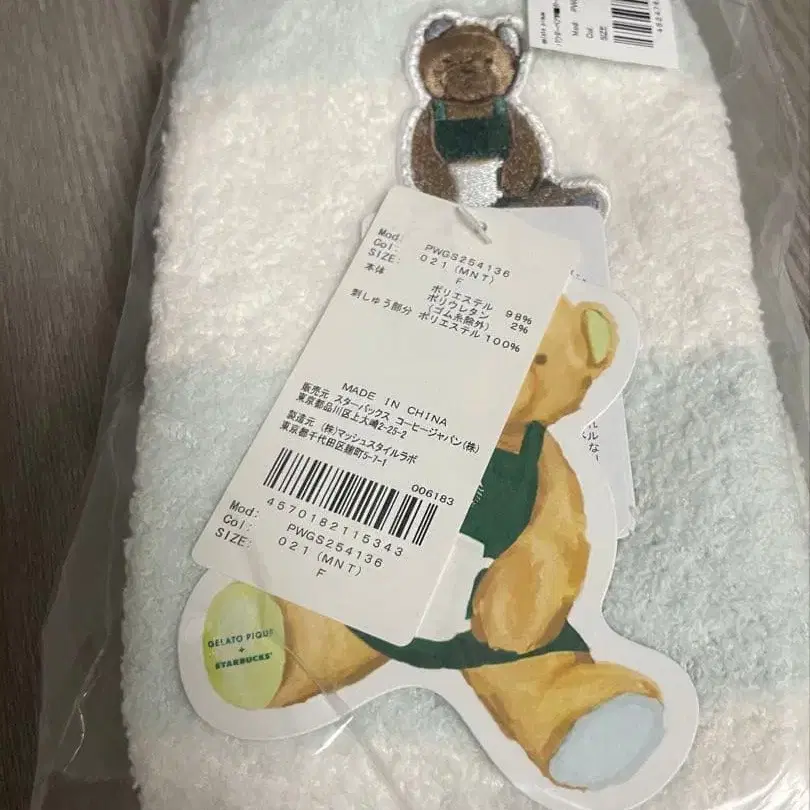 Mod:
PWGS254136
Col:
021 (MNT)
SIZE:
F
本体
ポリエステル 98%
ポリウレタン 2%
(ゴム糸除外)
刺しゅう部分 ポリエステル 100%
MADE IN CHINA
販売元 スターバックス コーヒージャパン(株)
東京都品川区上大崎2-25-2
製造元 (株)マッシュスタイルラボ
東京都千代田区麹町5-7-1
006183
4570182115343
Mod: PWGS254136
Col: 021 (MNT)
SIZE: F
GELATO PIQUE
+
STARBUCKS
Mod: PW
Col:
SIZE